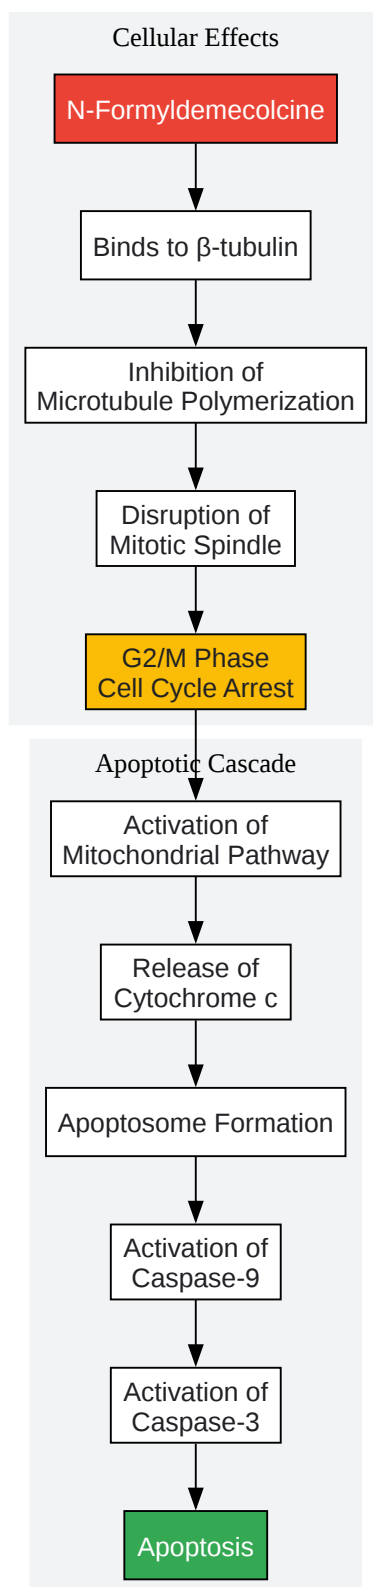 Cellular Effects
N-Formyldemecolcine
Binds to β-tubulin
Inhibition of
Microtubule Polymerization
Disruption of
Mitotic Spindle
G2/M Phase
Cell Cycle Arrest
Apoptotic Cascade
Activation of
Mitochondrial Pathway
Release of
Cytochrome c
Apoptosome Formation
Activation of
Caspase-9
Activation of
Caspase-3
Apoptosis